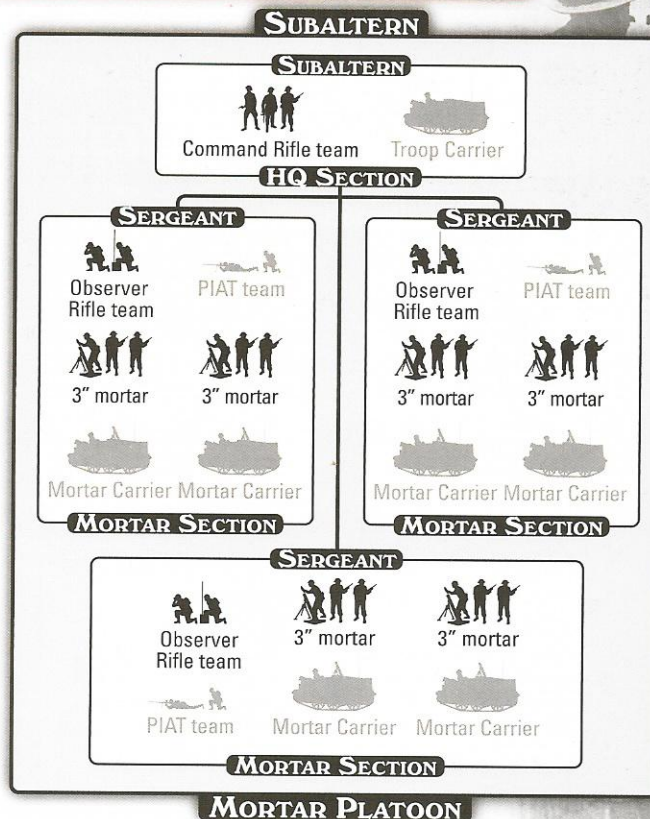 SUBALTERN
SUBALTERN
Command Rifle team Troop Carrier
HQ SECTION
SERGEANT
Observer
Rifle team
PIAT team
3" mortar 3" mortar
Mortar Carrier Mortar Carrier
MORTAR SECTION
SERGEANT
Observer
Rifle team
PIAT team
3" mortar 3" mortar
Mortar Carrier Mortar Carrier
MORTAR SECTION
SERGEANT
Observer
Rifle team
3" mortar 3" mortar
PIAT team Mortar Carrier Mortar Carrier
MORTAR SECTION
MORTAR PLATOON